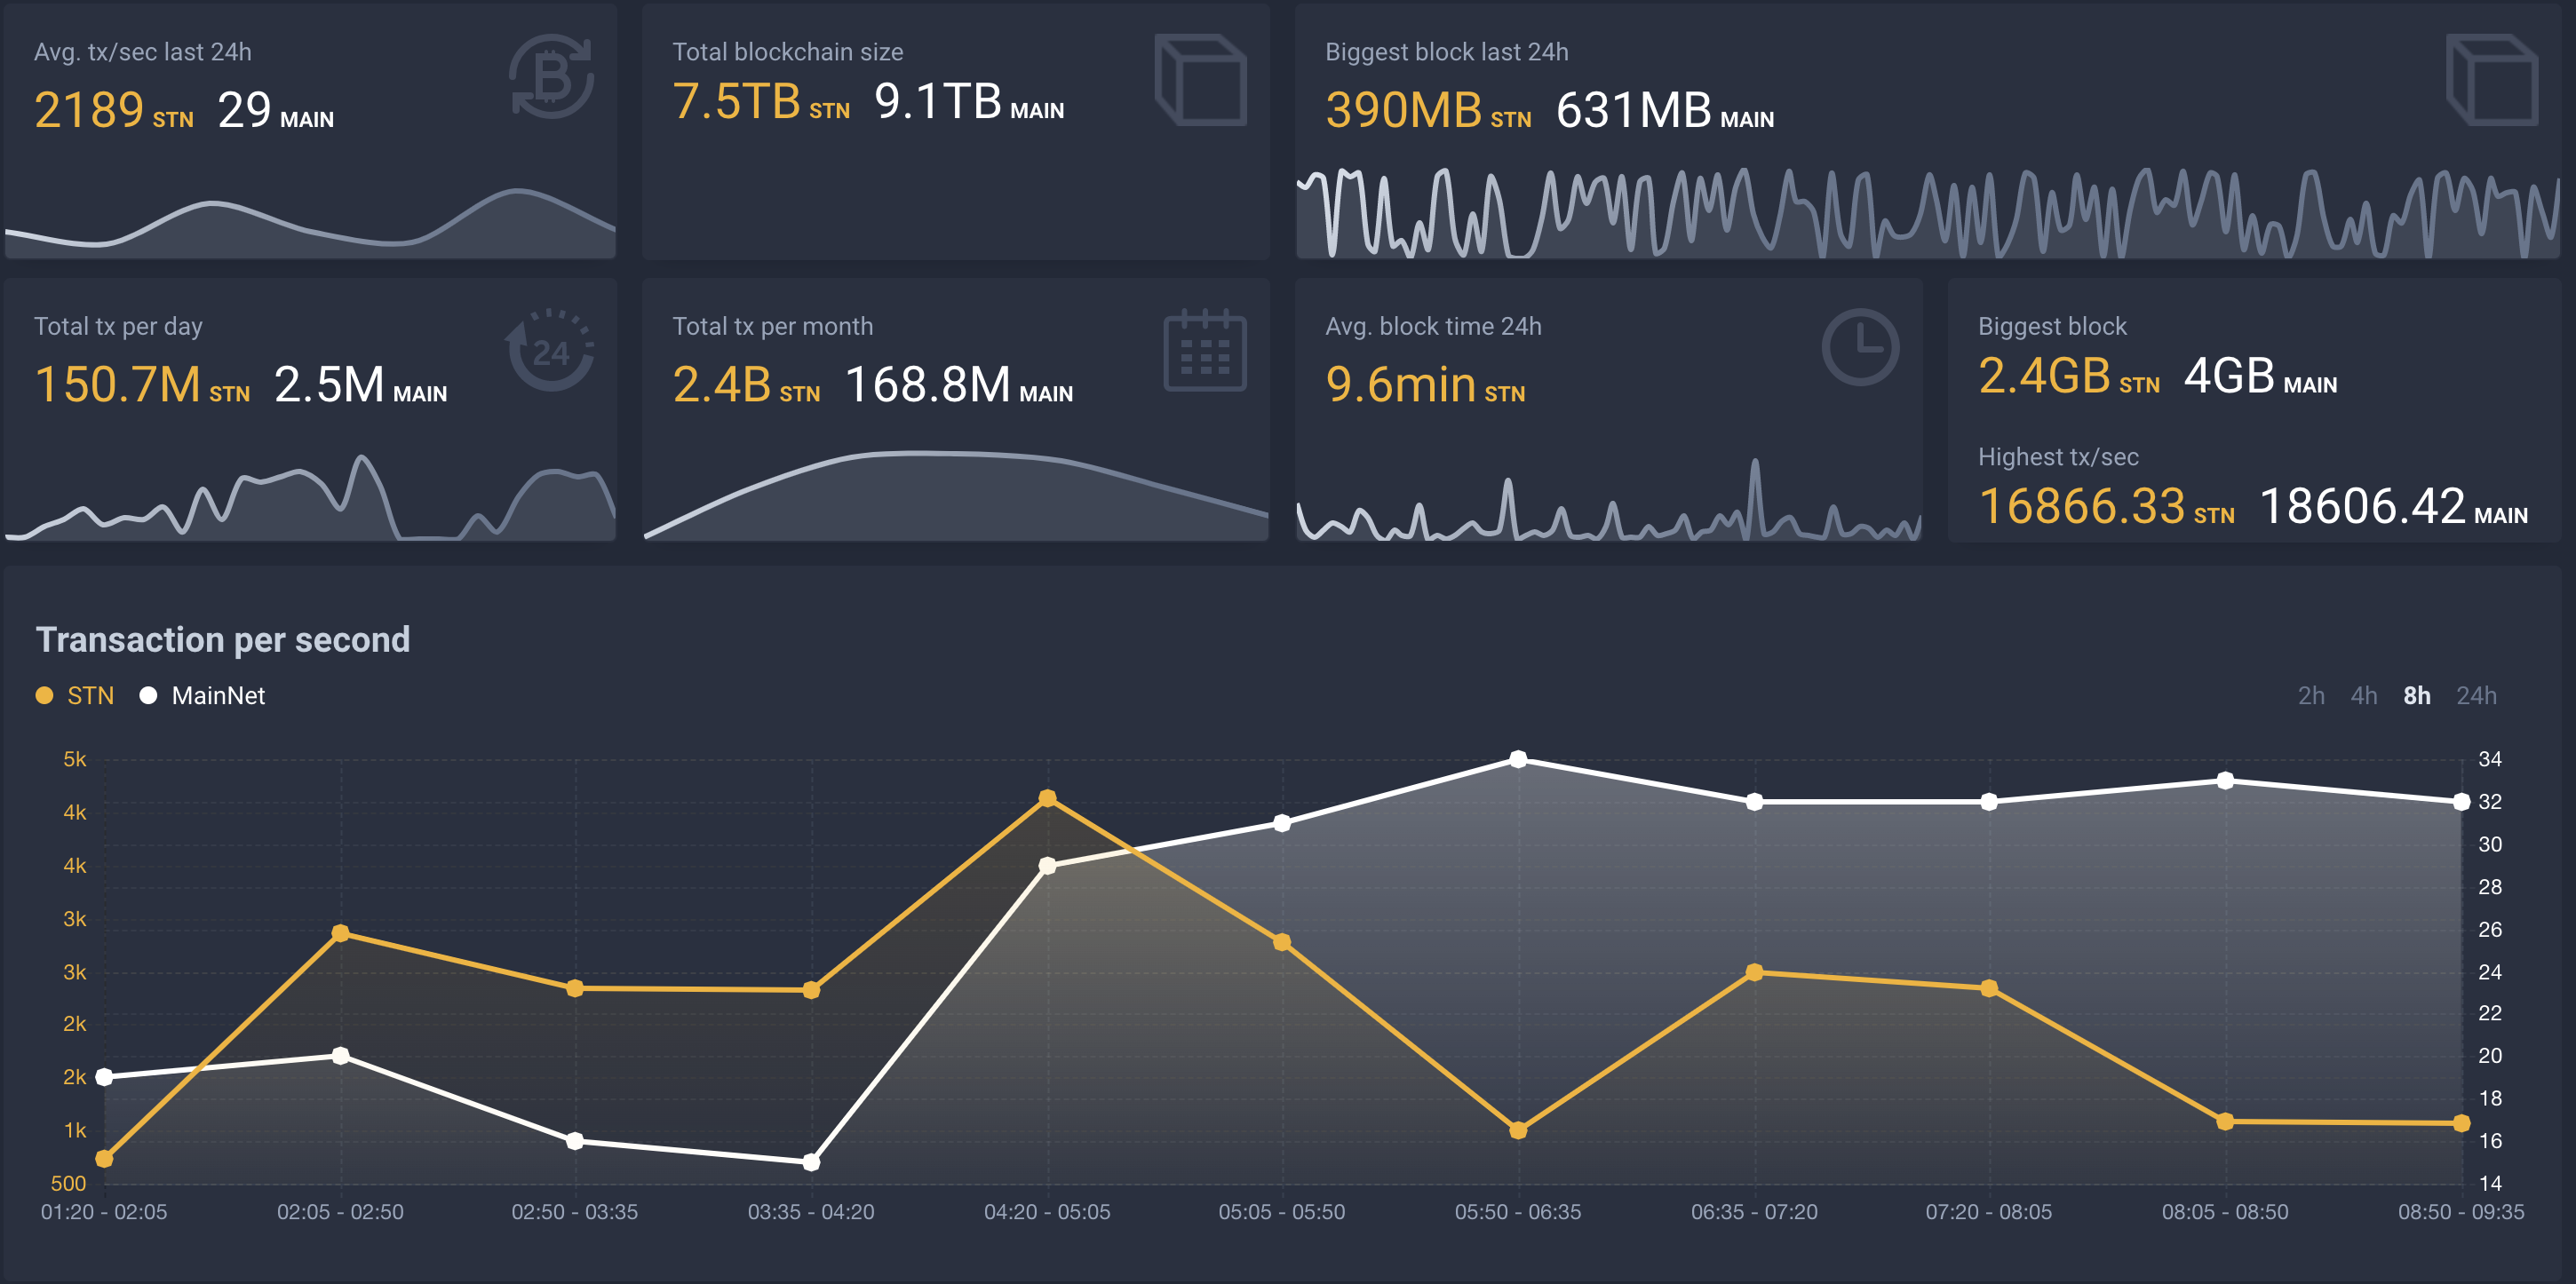 Avg. tx/sec last 24h
2189 STN 29 MAIN
Total blockchain size
7.5TB STN 9.1TB MAIN
Biggest block last 24h
390MB STN 631MB MAIN
Total tx per day
150.7M STN 2.5M MAIN
24
Total tx per month
2.4B STN 168.8M MAIN
Avg. block time 24h
9.6min STN
Biggest block
2.4GB STN 4GB MAIN
Highest tx/sec
16866.33 STN 18606.42 MAIN
Transaction per second
STN MainNet
2h 4h 8h 24h
5k
4k
4k
3k
3k
2k
2k
1k
500
34
32
30
28
26
24
22
20
18
16
14
01:20 - 02:05 02:05 - 02:50 02:50 - 03:35 03:35 - 04:20 04:20 - 05:05 05:05 - 05:50 05:50 - 06:35 06:35 - 07:20 07:20 - 08:05 08:05 - 08:50 08:50 - 09:35